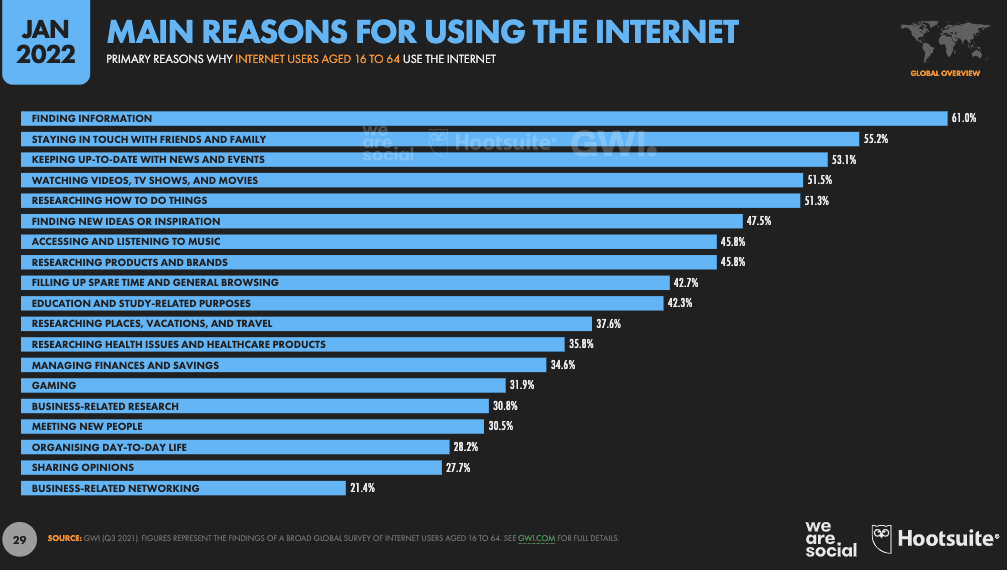 JAN
2022
MAIN REASONS FOR USING THE INTERNET
PRIMARY REASONS WHY INTERNET USERS AGED 16 TO 64 USE THE INTERNET
GLOBAL OVERVIEW
FINDING INFORMATION 61.0%
STAYING IN TOUCH WITH FRIENDS AND FAMILY 55.2%
KEEPING UP-TO-DATE WITH NEWS AND EVENTS 53.1%
WATCHING VIDEOS, TV SHOWS, AND MOVIES 51.5%
RESEARCHING HOW TO DO THINGS 51.3%
FINDING NEW IDEAS OR INSPIRATION 47.5%
ACCESSING AND LISTENING TO MUSIC 45.8%
RESEARCHING PRODUCTS AND BRANDS 45.8%
FILLING UP SPARE TIME AND GENERAL BROWSING 42.7%
EDUCATION AND STUDY-RELATED PURPOSES 42.3%
RESEARCHING PLACES, VACATIONS, AND TRAVEL 37.6%
RESEARCHING HEALTH ISSUES AND HEALTHCARE PRODUCTS 35.8%
MANAGING FINANCES AND SAVINGS 34.6%
GAMING 31.9%
BUSINESS-RELATED RESEARCH 30.8%
MEETING NEW PEOPLE 30.5%
ORGANISING DAY-TO-DAY LIFE 28.2%
SHARING OPINIONS 27.7%
BUSINESS-RELATED NETWORKING 21.4%
we
are
social
Hootsuite®
GWI.
29
SOURCE: GWI (Q3 2021). FIGURES REPRESENT THE FINDINGS OF A BROAD GLOBAL SURVEY OF INTERNET USERS AGED 16 TO 64. SEE GWI.COM FOR FULL DETAILS.
we
are
social
Hootsuite®